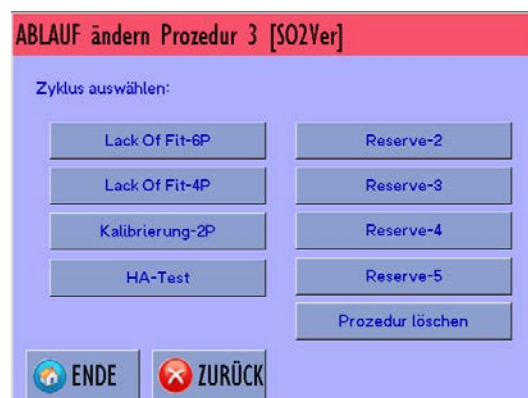 ABLAUF ändern Prozedur 3 [SO2Ver]
Zyklus auswählen:
Lack Of Fit-6P
Lack Of Fit-4P
Kalibrierung-2P
HA-Test
Reserve-2
Reserve-3
Reserve-4
Reserve-5
Prozedur löschen
ENDE
ZURÜCK